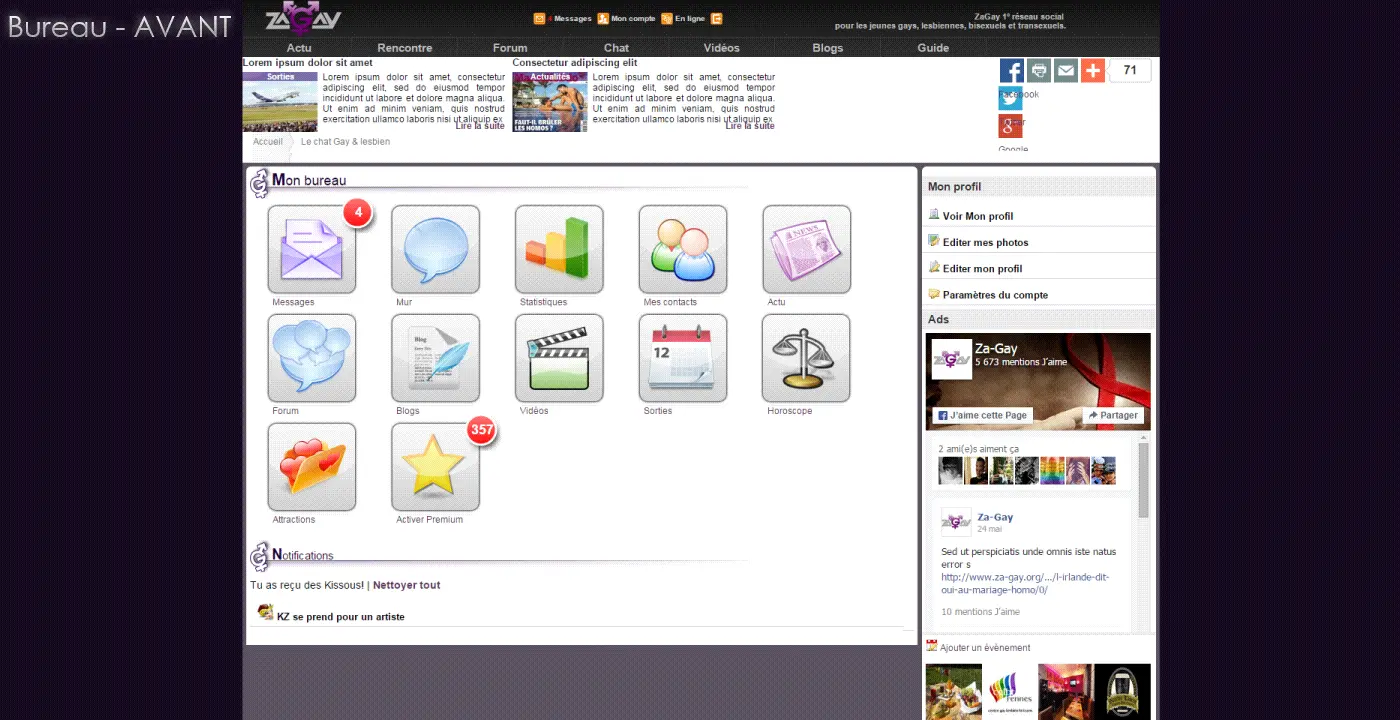 Bureau - AVANT
ZaGay
4 Messages Mon compte En ligne
ZaGay 1° réseau social
pour les jeunes gays, lesbiennes, bisexuels et transexuels.
Actu Rencontre Forum Chat Vidéos Blogs Guide
Lorem ipsum dolor sit amet
Sorties
Lorem ipsum dolor sit amet, consectetur
adipiscing elit, sed do eiusmod tempor
incididunt ut labore et dolore magna aliqua.
Ut enim ad minim veniam, quis nostrud
exercitation ullamco laboris nisi ut aliquip ex
Lire la suite
Consectetur adipiscing elit
Actualités
FAUT-IL BRÛLER
LES HOMOS ?
Lorem ipsum dolor sit amet, consectetur
adipiscing elit, sed do eiusmod tempor
incididunt ut labore et dolore magna aliqua.
Ut enim ad minim veniam, quis nostrud
exercitation ullamco laboris nisi ut aliquip ex
Lire la suite
71
Facebook
Google
Accueil Le chat Gay & lesbien
Mon bureau
4
Messages Mur Statistiques Mes contacts Actu
NEWS
Blog
12
Forum Blogs Vidéos Sorties Horoscope
357
Attractions Activer Premium
Notifications
Tu as reçu des Kissous! | Nettoyer tout
KZ se prend pour un artiste
Mon profil
Voir Mon profil
Editer mes photos
Editer mon profil
Paramètres du compte
Ads
ZaGay
Za-Gay
5 673 mentions J'aime
J'aime cette Page
Partager
2 ami(e)s aiment ça
ZaGay
Za-Gay
24 mai
Sed ut perspiciatis unde omnis iste natus
error s
http://www.za-gay.org/.../l-irlande-dit-
oui-au-mariage-homo/0/
10 mentions J'aime
Ajouter un évènement